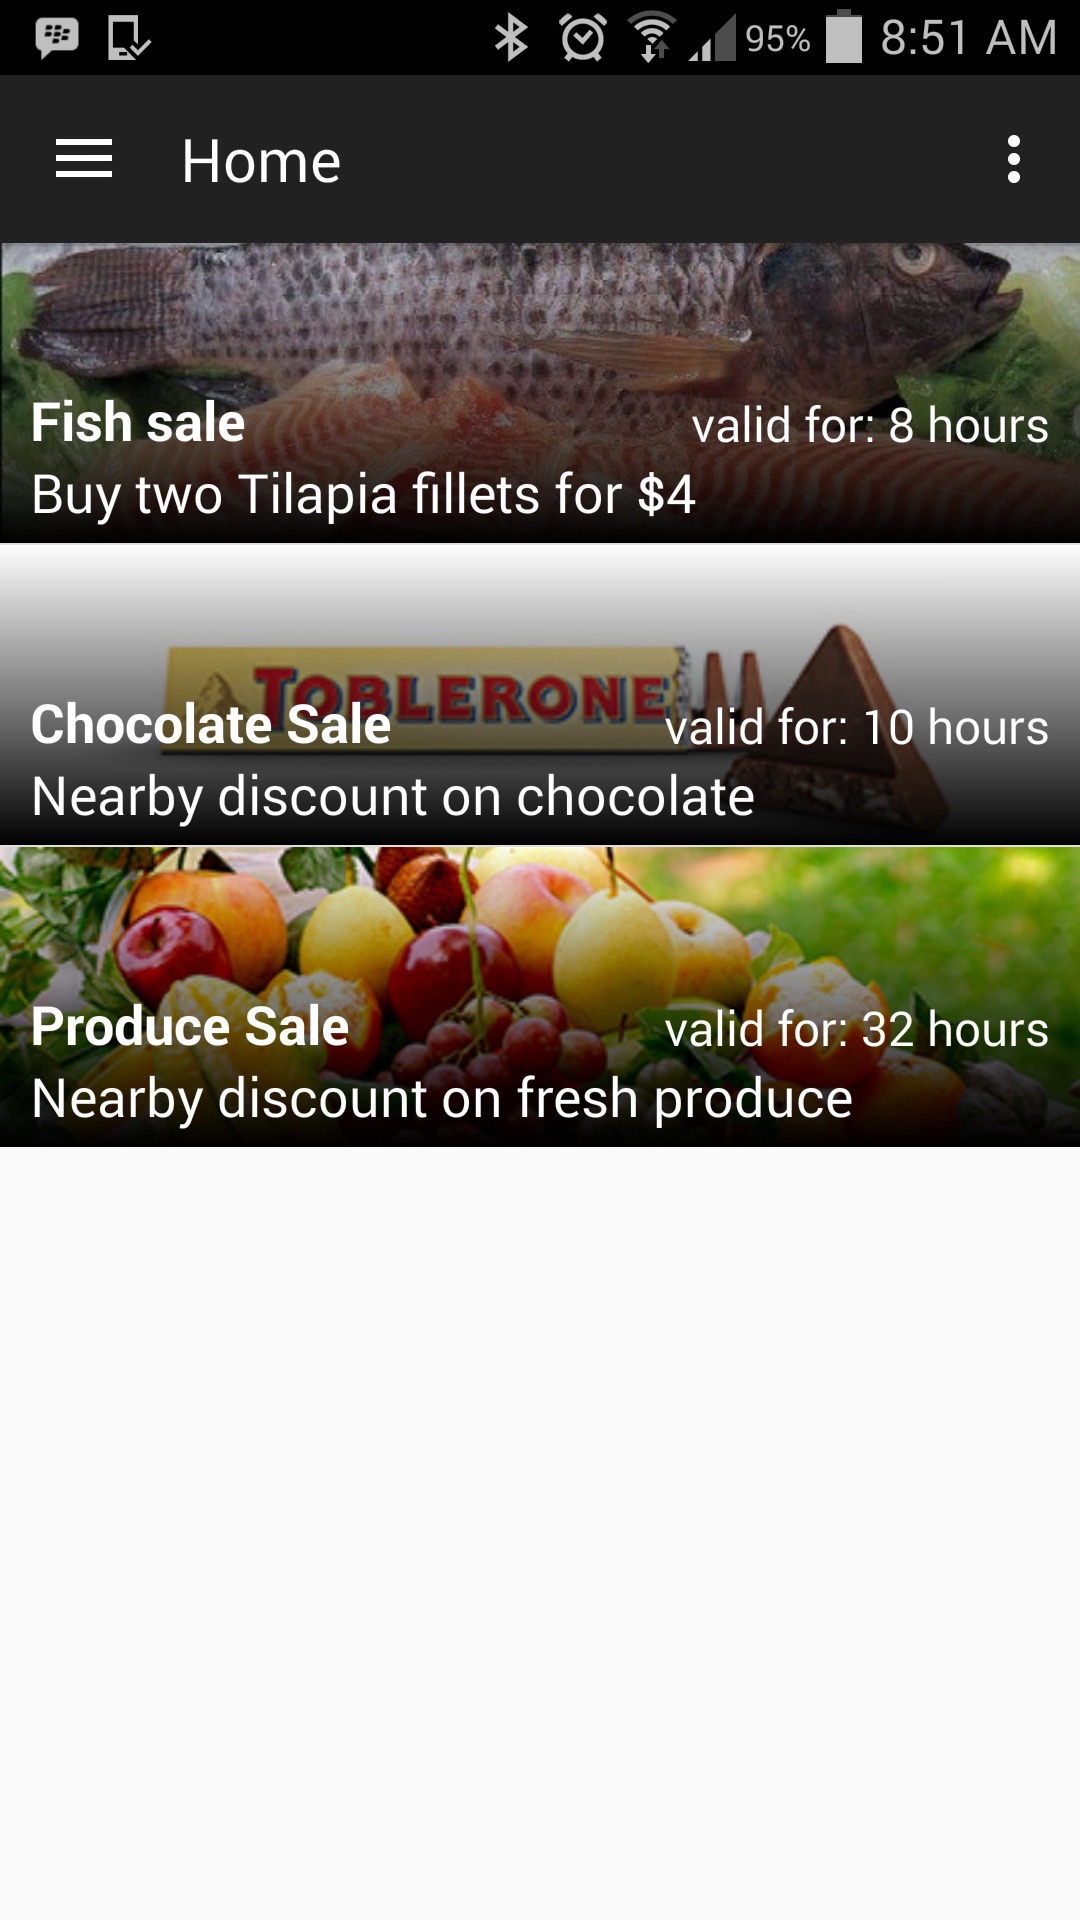 95% 8:51 AM
Home
Fish sale
valid for: 8 hours
Buy two Tilapia fillets for $4
TOBLERONE
Chocolate Sale
valid for: 10 hours
Nearby discount on chocolate
Produce Sale
valid for: 32 hours
Nearby discount on fresh produce